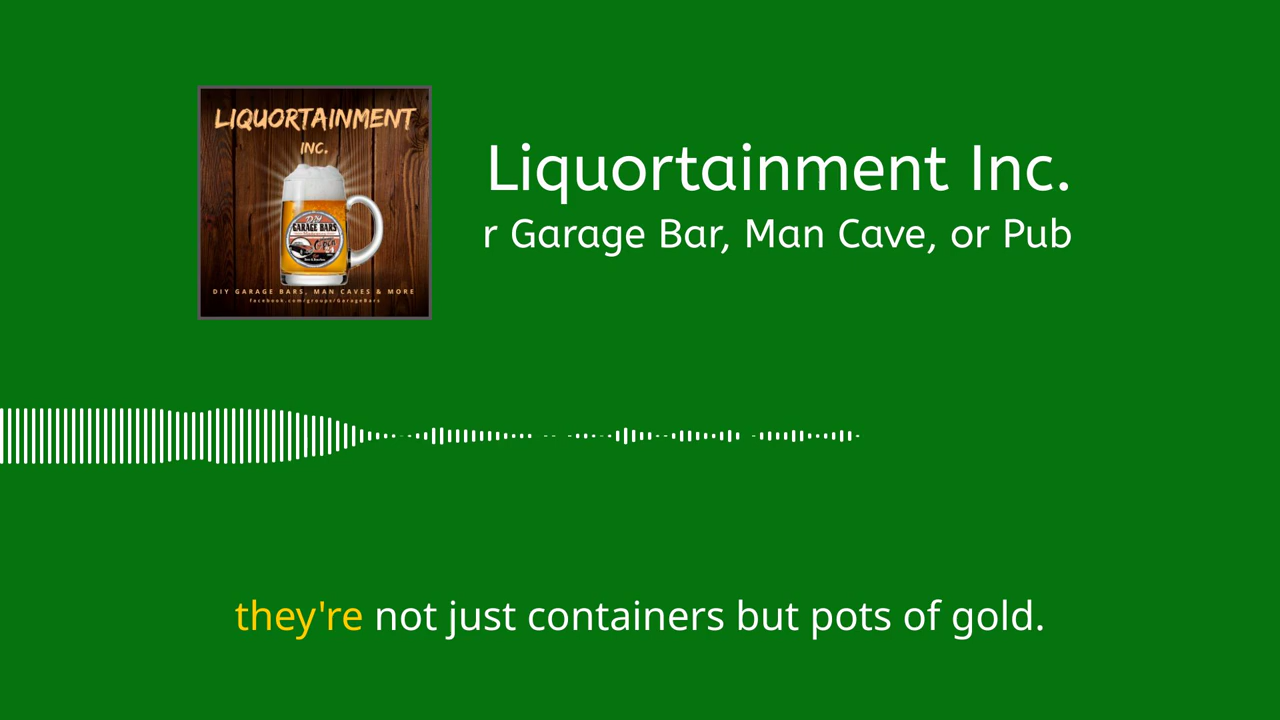 LIQUORTAINMENT
INC.
DIY
GARAGE BARS
DIY GARAGE BARS, MAN CAVES & MORE
facebook.com/groups/GarageBars
Liquortainment Inc.
r Garage Bar, Man Cave, or Pub
they're not just containers but pots of gold.